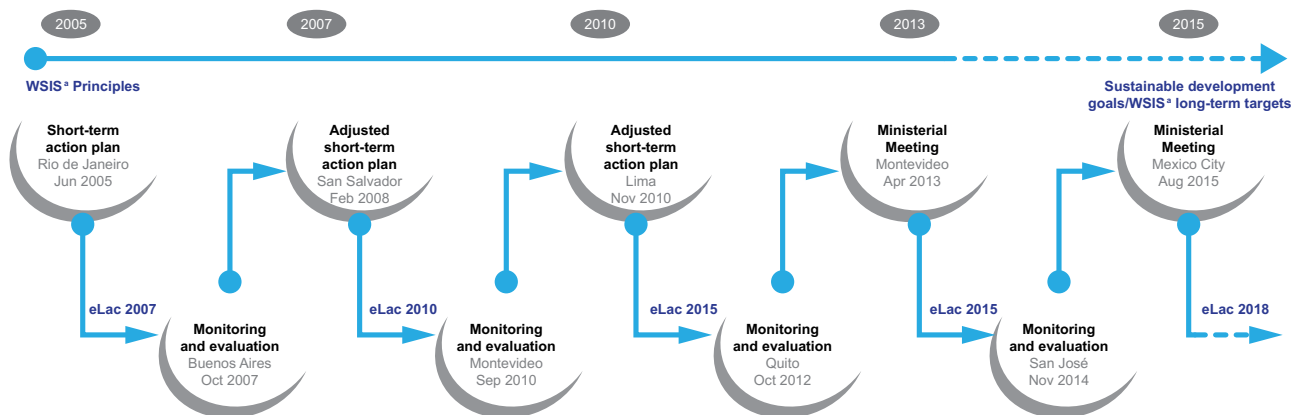 2005
2007
2010
2013
2015
WSISª Principles
Sustainable development
goals/WSISª long-term targets
Short-term
action plan
Rio de Janeiro
Jun 2005
Adjusted
short-term
action plan
San Salvador
Feb 2008
Adjusted
short-term
action plan
Lima
Nov 2010
Ministerial
Meeting
Montevideo
Apr 2013
Ministerial
Meeting
Mexico City
Aug 2015
eLac 2007
eLac 2010
eLac 2015
eLac 2015
eLac 2018
Monitoring
and evaluation
Buenos Aires
Oct 2007
Monitoring
and evaluation
Montevideo
Sep 2010
Monitoring
and evaluation
Quito
Oct 2012
Monitoring
and evaluation
San José
Nov 2014